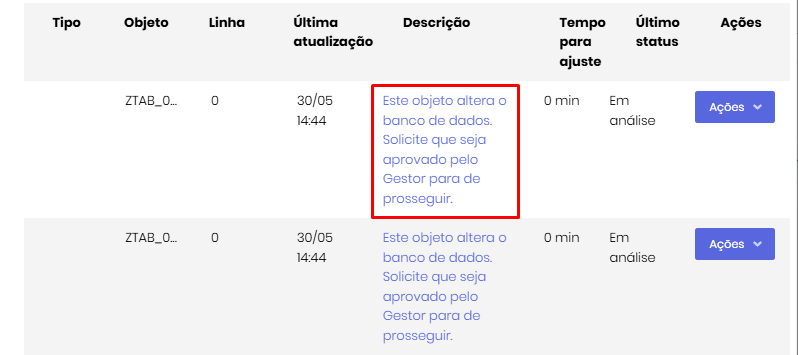 Tipo Objeto Linha Última atualização Descrição Tempo para ajuste Último status Ações
ZTAB_0... 0 30/05 14:44 Este objeto altera o banco de dados. Solicite que seja aprovado pelo Gestor para de prosseguir. 0 min Em análise Ações
ZTAB_0... 0 30/05 14:44 Este objeto altera o banco de dados. Solicite que seja aprovado pelo Gestor para de prosseguir. 0 min Em análise Ações